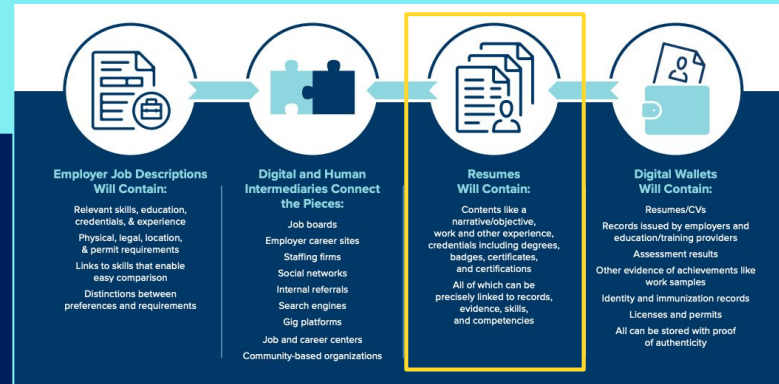 Employer Job Descriptions
Will Contain:
Relevant skills, education,
credentials, & experience
Physical, legal, location,
& permit requirements
Links to skills that enable
easy comparison
Distinctions between
preferences and requirements
Digital and Human
Intermediaries Connect
the Pieces:
Job boards
Employer career sites
Staffing firms
Social networks
Internal referrals
Search engines
Gig platforms
Job and career centers
Community-based organizations
Resumes
Will Contain:
Contents like a
narrative/objective,
work and other experience,
credentials including degrees,
badges, certificates,
and certifications
All of which can be
precisely linked to records,
evidence, skills,
and competencies
Digital Wallets
Will Contain:
Resumes/CVs
Records issued by employers and
education/training providers
Assessment results
Other evidence of achievements like
work samples
Identity and immunization records
Licenses and permits
All can be stored with proof
of authenticity